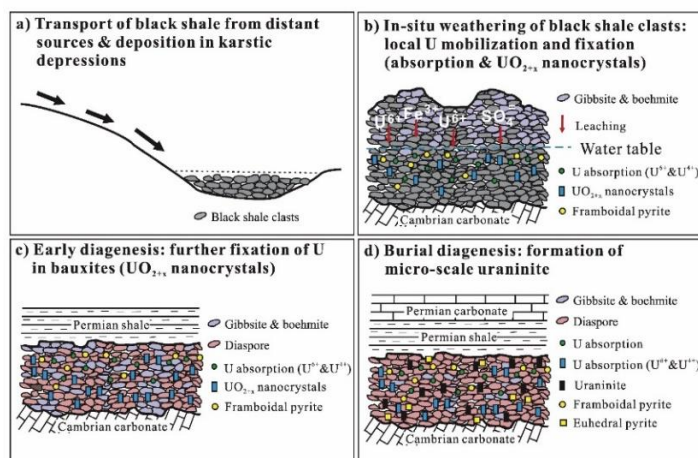 a) Transport of black shale from distant
sources & deposition in karstic
depressions
Black shale clasts
b) In-situ weathering of black shale clasts:
local U mobilization and fixation
(absorption & UO2+x nanocrystals)
U6+ Fe3+ U6+ SO4
Gibbsite & boehmite
Leaching
Water table
U absorption (U6+&U4+)
UO2+x nanocrystals
Framboidal pyrite
Cambrian carbonate
c) Early diagenesis: further fixation of U
in bauxites (UO2+x nanocrystals)
Permian shale
Gibbsite & boehmite
Diaspore
U absorption (U6+&U4+)
UO2+x nanocrystals
Framboidal pyrite
Cambrian carbonate
d) Burial diagenesis: formation of
micro-scale uraninite
Permian carbonate
Permian shale
Gibbsite & boehmite
Diaspore
U absorption
U absorption (U6+&U4+)
Uraninite
Framboidal pyrite
Euhedral pyrite
Cambrian carbonate